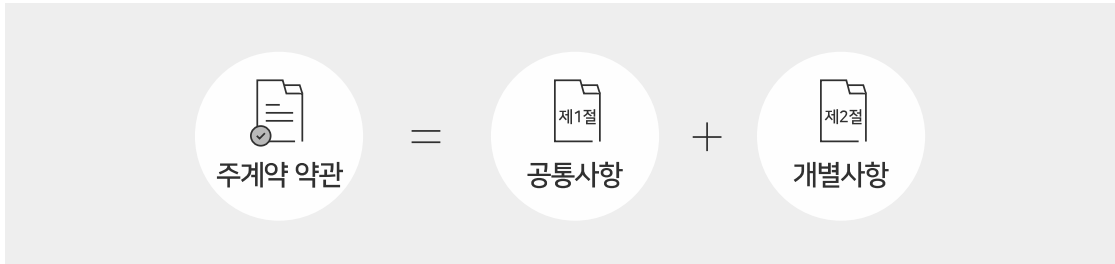 제1절
제2절
주계약 약관
=
공통사항
+
개별사항